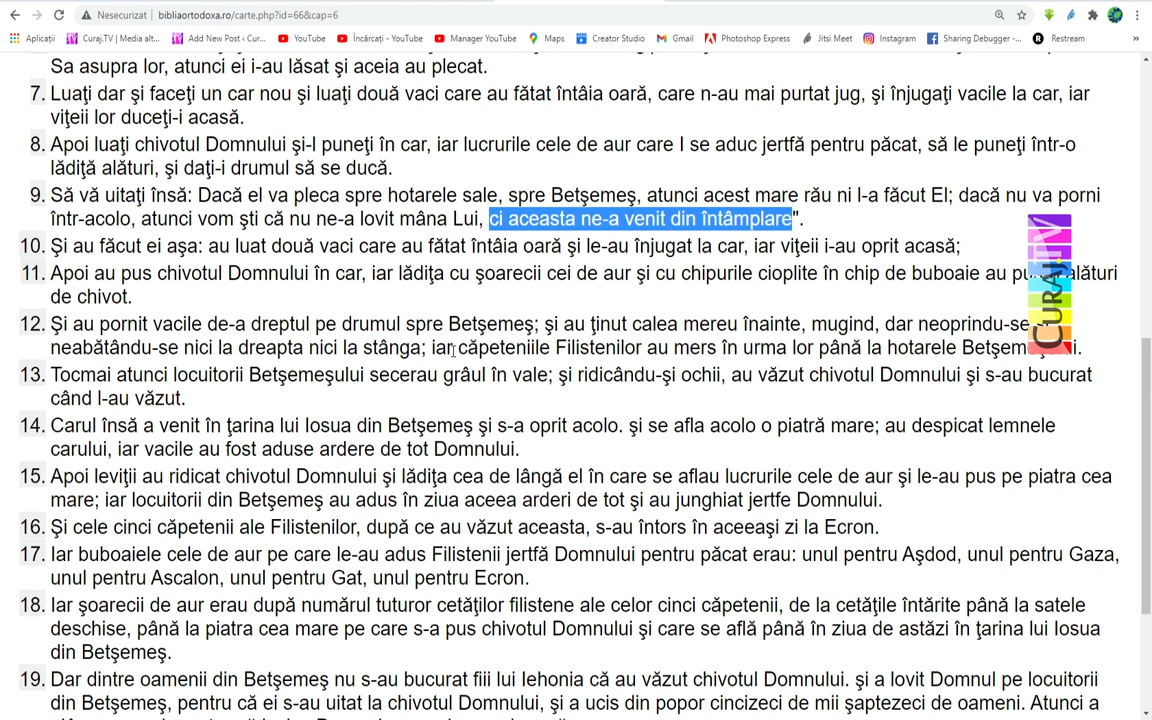 Nesecurizat | bibliaortodoxa.ro/carte.php?id=66&cap=6
Aplicații Curaj.TV | Media alt... Add New Post ‹ Cur... YouTube Încărcați - YouTube Manager YouTube Maps Creator Studio Gmail Photoshop Express Jitsi Meet Instagram Sharing Debugger -... Restream »
Sa asupra lor, atunci ei i-au lăsat şi aceia au plecat.
7. Luaţi dar şi faceţi un car nou şi luaţi două vaci care au fătat întâia oară, care n-au mai purtat jug, şi înjugaţi vacile la car, iar
viţeii lor duceţi-i acasă.
8. Apoi luaţi chivotul Domnului şi-l puneţi în car, iar lucrurile cele de aur care I se aduc jertfă pentru păcat, să le puneţi într-o
lădiţă alături, şi daţi-i drumul să se ducă.
9. Să vă uitaţi însă: Dacă el va pleca spre hotarele sale, spre Betşemeş, atunci acest mare rău ni l-a făcut El; dacă nu va porni
într-acolo, atunci vom şti că nu ne-a lovit mâna Lui, ci aceasta ne-a venit din întâmplare".
10. Şi au făcut ei aşa: au luat două vaci care au fătat întâia oară şi le-au înjugat la car, iar viţeii i-au oprit acasă;
11. Apoi au pus chivotul Domnului în car, iar lădiţa cu şoarecii cei de aur şi cu chipurile cioplite în chip de buboaie au alături
de chivot.
12. Şi au pornit vacile de-a dreptul pe drumul spre Betşemeş; şi au ţinut calea mereu înainte, mugind, dar neoprindu-se
neabătându-se nici la dreapta nici la stânga; iar căpeteniile Filistenilor au mers în urma lor până la hotarele
13. Tocmai atunci locuitorii Betşemeşului secerau grâul în vale; şi ridicându-şi ochii, au văzut chivotul Domnului şi s-au bucurat
când l-au văzut.
14. Carul însă a venit în ţarina lui Iosua din Betşemeş şi s-a oprit acolo. şi se afla acolo o piatră mare; au despicat lemnele
carului, iar vacile au fost aduse ardere de tot Domnului.
15. Apoi leviţii au ridicat chivotul Domnului şi lădiţa cea de lângă el în care se aflau lucrurile cele de aur şi le-au pus pe piatra cea
mare; iar locuitorii din Betşemeş au adus în ziua aceea arderi de tot şi au junghiat jertfe Domnului.
16. Şi cele cinci căpetenii ale Filistenilor, după ce au văzut aceasta, s-au întors în aceeaşi zi la Ecron.
17. Iar buboaiele cele de aur pe care le-au adus Filistenii jertfă Domnului pentru păcat erau: unul pentru Aşdod, unul pentru Gaza,
unul pentru Ascalon, unul pentru Gat, unul pentru Ecron.
18. Iar şoarecii de aur erau după numărul tuturor cetăţilor filistene ale celor cinci căpetenii, de la cetăţile întărite până la satele
deschise, până la piatra cea mare pe care s-a pus chivotul Domnului şi care se află până în ziua de astăzi în ţarina lui Iosua
din Betşemeş.
19. Dar dintre oamenii din Betşemeş nu s-au bucurat fiii lui Iehonia că au văzut chivotul Domnului. şi a lovit Domnul pe locuitorii
din Betşemeş, pentru că ei s-au uitat la chivotul Domnului, şi a ucis din popor cincizeci de mii şaptezeci de oameni. Atunci a
CURAJ.TV